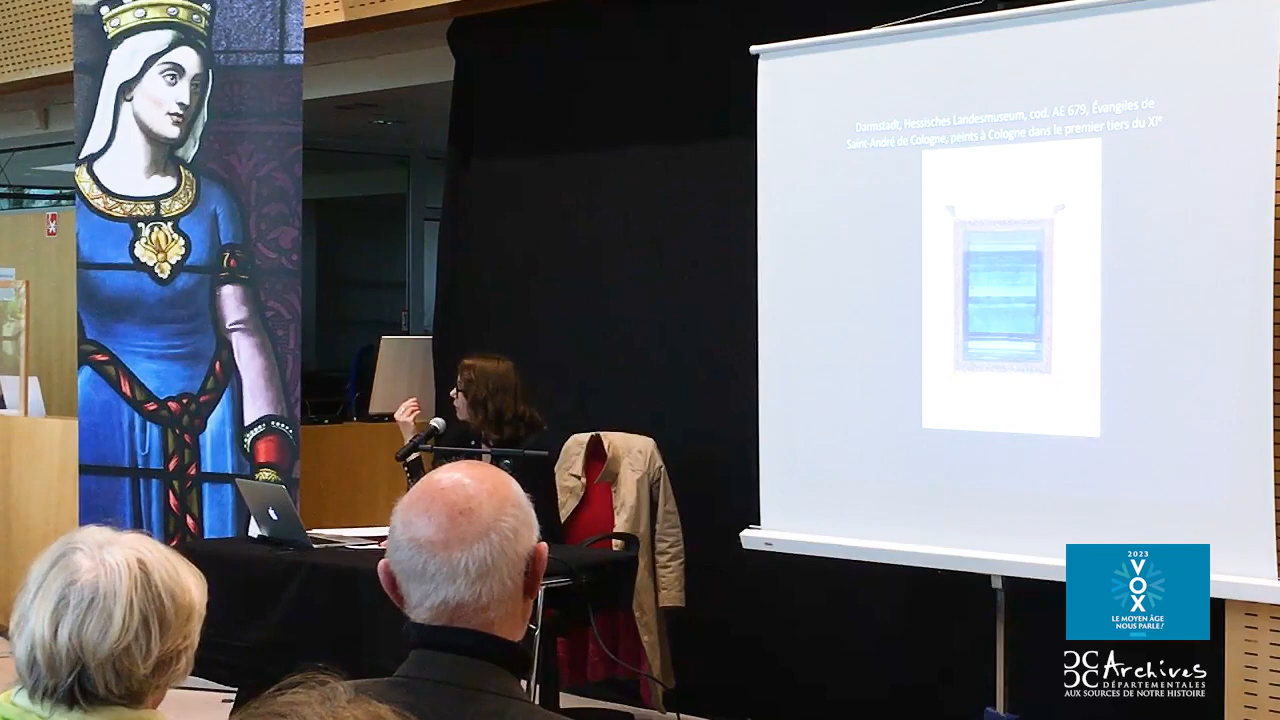 Darmstadt, Hessisches Landesmuseum, cod. AE 679, Évangiles de
Saint-André de Cologne, peints à Cologne dans le premier tiers du XIe
2023
VOX
LE MOYEN ÂGE
NOUS PARLE!
Archives
DÉPARTEMENTALES
AUX SOURCES DE NOTRE HISTOIRE